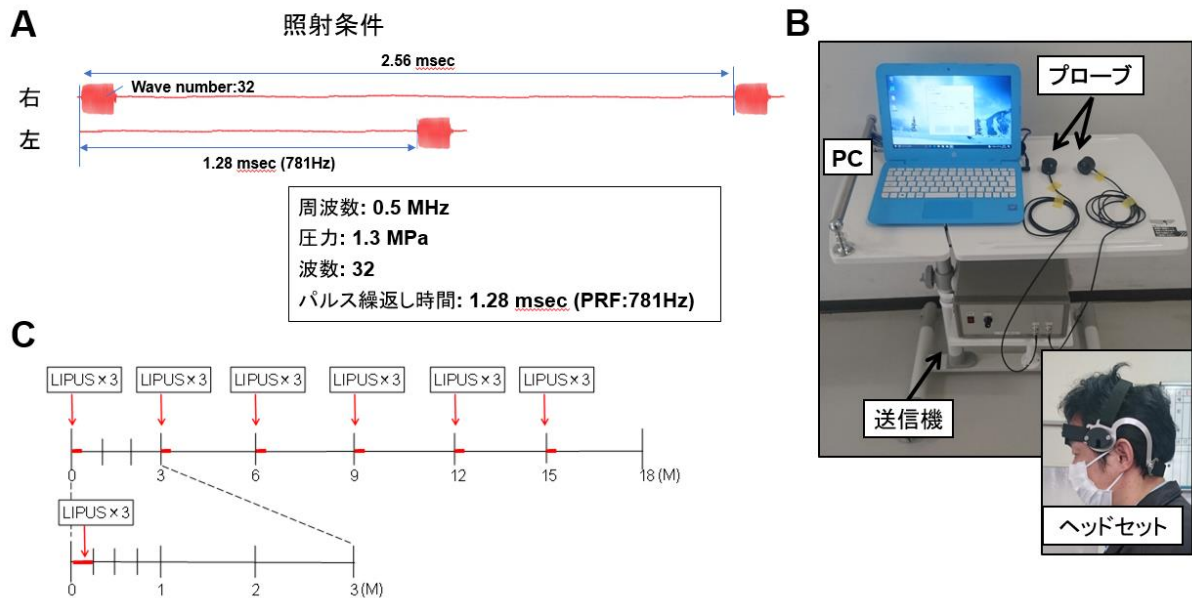 A
照射条件
2.56 msec
Wave number:32
右
左
1.28 msec (781Hz)
周波数: 0.5 MHz
圧力: 1.3 MPa
波数: 32
パルス繰返し時間: 1.28 msec (PRF:781Hz)
B
プローブ
PC
送信機
ヘッドセット
C
LIPUS×3 LIPUS×3 LIPUS×3 LIPUS×3 LIPUS×3 LIPUS×3
0 3 6 9 12 15 18(M)
LIPUS×3
0 1 2 3(M)